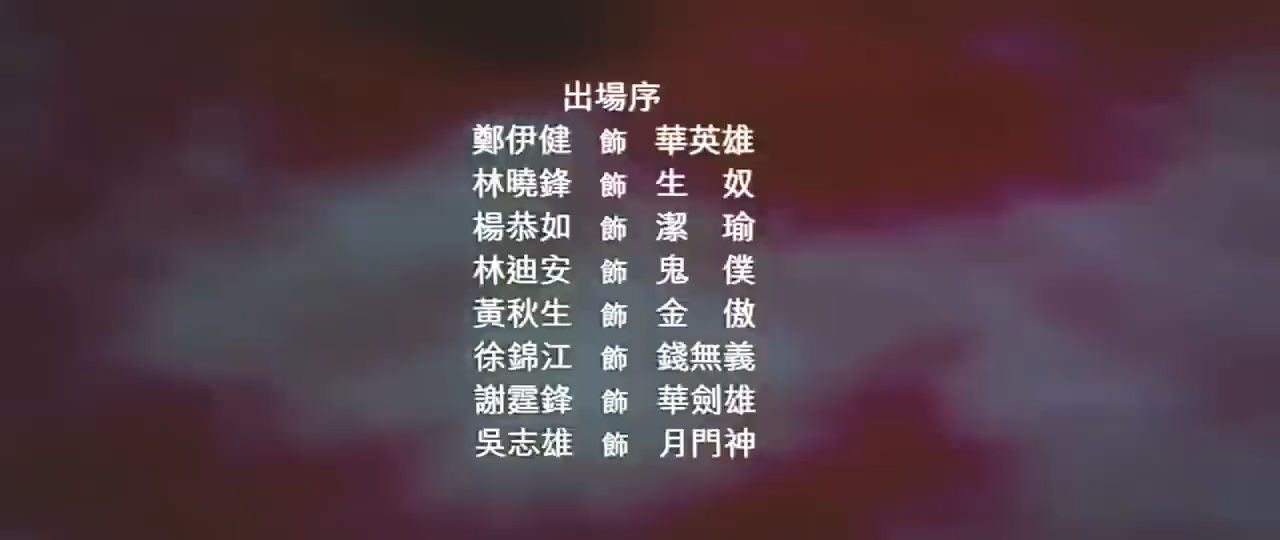 出場序
鄭伊健 飾 華英雄
林曉鋒 飾 生 奴
楊恭如 飾 潔 瑜
林迪安 飾 鬼 僕
黃秋生 飾 金 傲
徐錦江 飾 錢無義
謝霆鋒 飾 華劍雄
吳志雄 飾 月門神